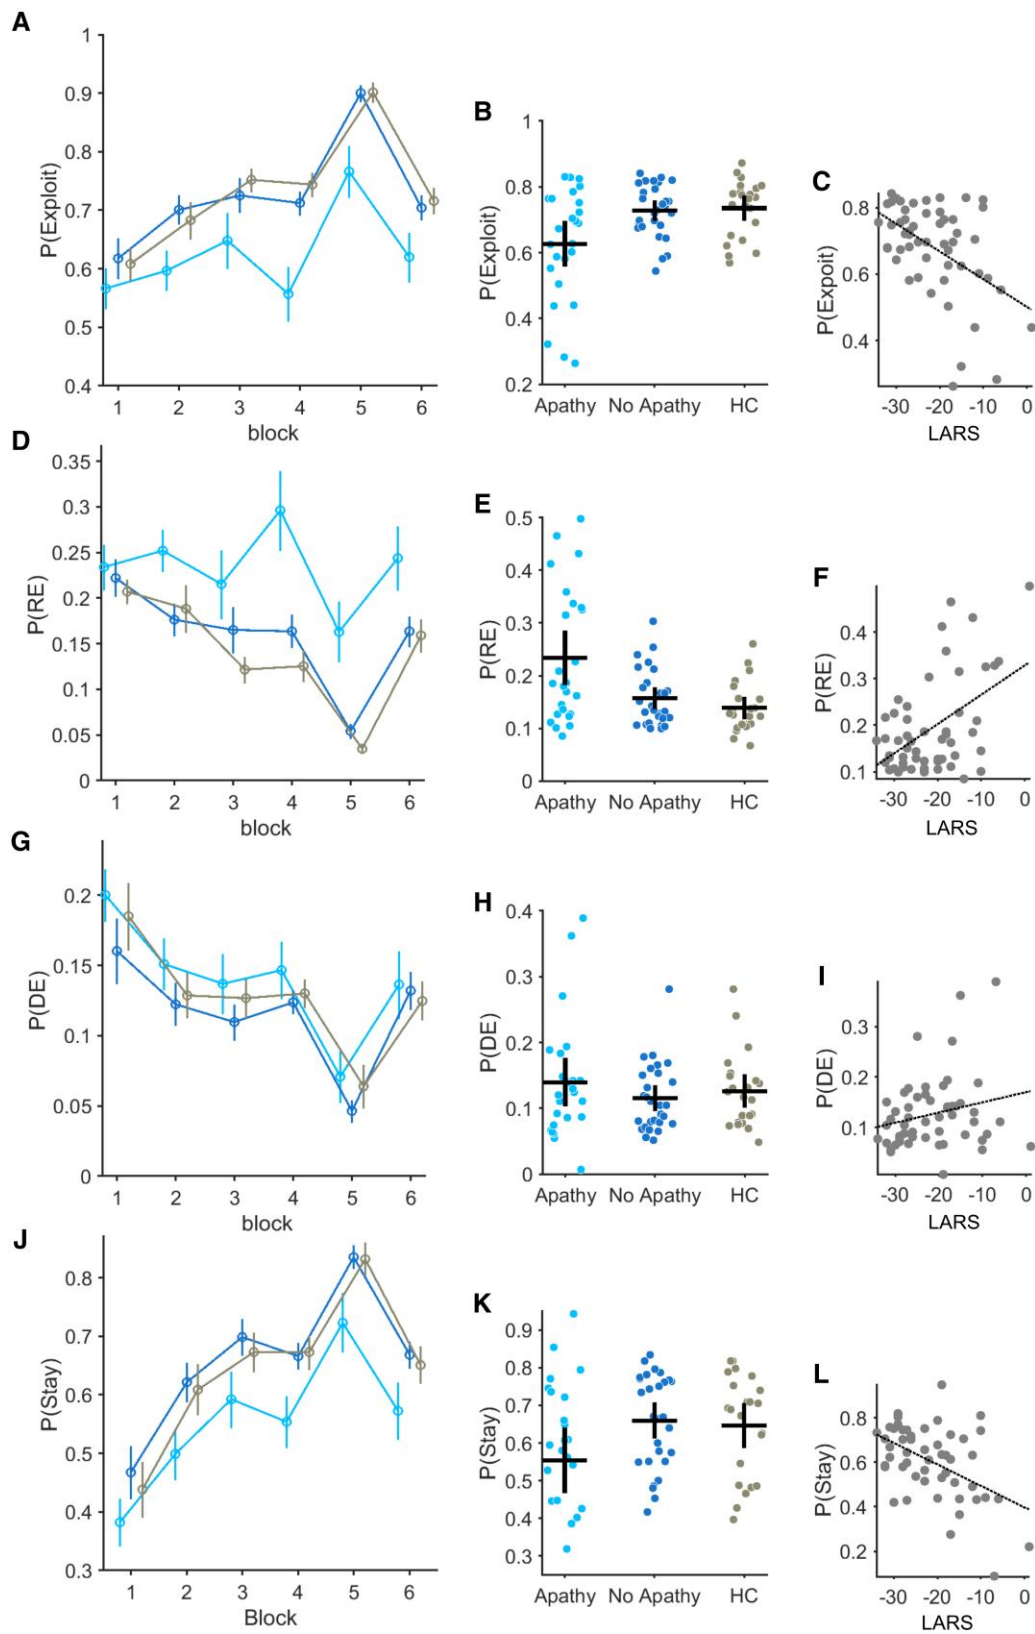 A
1
0.9
0.8
0.7
0.6
0.5
0.4
P(Exploit)
1 2 3 4 5 6
block
B
1
0.8
0.6
0.4
0.2
P(Exploit)
Apathy No Apathy HC
C
0.8
0.6
0.4
P(Expoit)
-30 -20 -10 0
LARS
D
0.35
0.3
0.25
0.2
0.15
0.1
0.05
0
P(RE)
1 2 3 4 5 6
block
E
0.5
0.4
0.3
0.2
0.1
0
P(RE)
Apathy No Apathy HC
F
0.4
0.3
0.2
0.1
P(RE)
-30 -20 -10 0
LARS
G
0.2
0.15
0.1
0.05
0
P(DE)
1 2 3 4 5 6
block
H
0.4
0.3
0.2
0.1
0
P(DE)
Apathy No Apathy HC
I
0.3
0.2
0.1
P(DE)
-30 -20 -10 0
LARS
J
0.8
0.7
0.6
0.5
0.4
0.3
P(Stay)
1 2 3 4 5 6
Block
K
0.9
0.8
0.7
0.6
0.5
0.4
0.3
P(Stay)
Apathy No Apathy HC
L
0.8
0.6
0.4
0.2
P(Stay)
-30 -20 -10 0
LARS